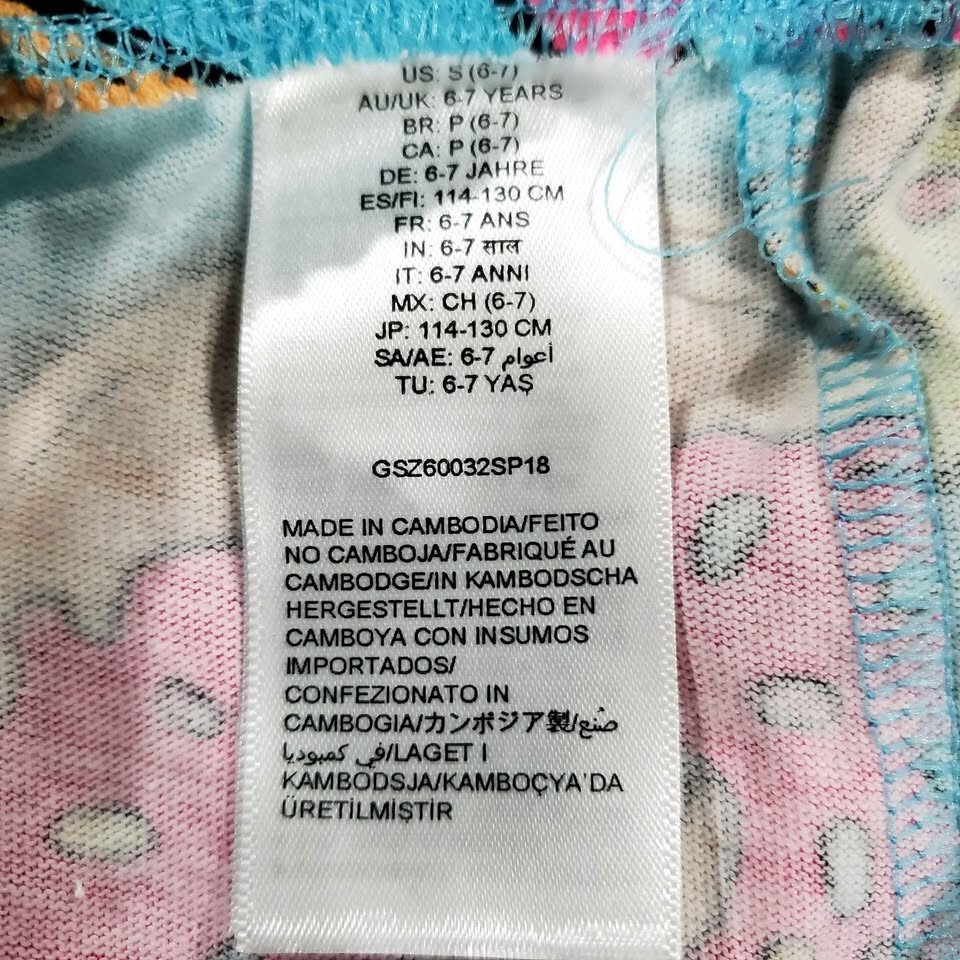 US: S (6-7)
AU/UK: 6-7 YEARS
BR: P (6-7)
CA: P (6-7)
DE: 6-7 JAHRE
ES/FI: 114-130 CM
FR: 6-7 ANS
IN: 6-7 साल
IT: 6-7 ANNI
MX: CH (6-7)
JP: 114-130 CM
SA/AE: 6-7 أعوام
TU: 6-7 YAŞ
GSZ60032SP18
MADE IN CAMBODIA/FEITO
NO CAMBOJA/FABRIQUÉ AU
CAMBODGE/IN KAMBODSCHA
HERGESTELLT/HECHO EN
CAMBOYA CON INSUMOS
IMPORTADOS/
CONFEZIONATO IN
CAMBOGIA/カンボジア製/صُنع
في كمبوديا/LAGET I
KAMBODSJA/KAMBOÇYA'DA
ÜRETİLMİŞTİR